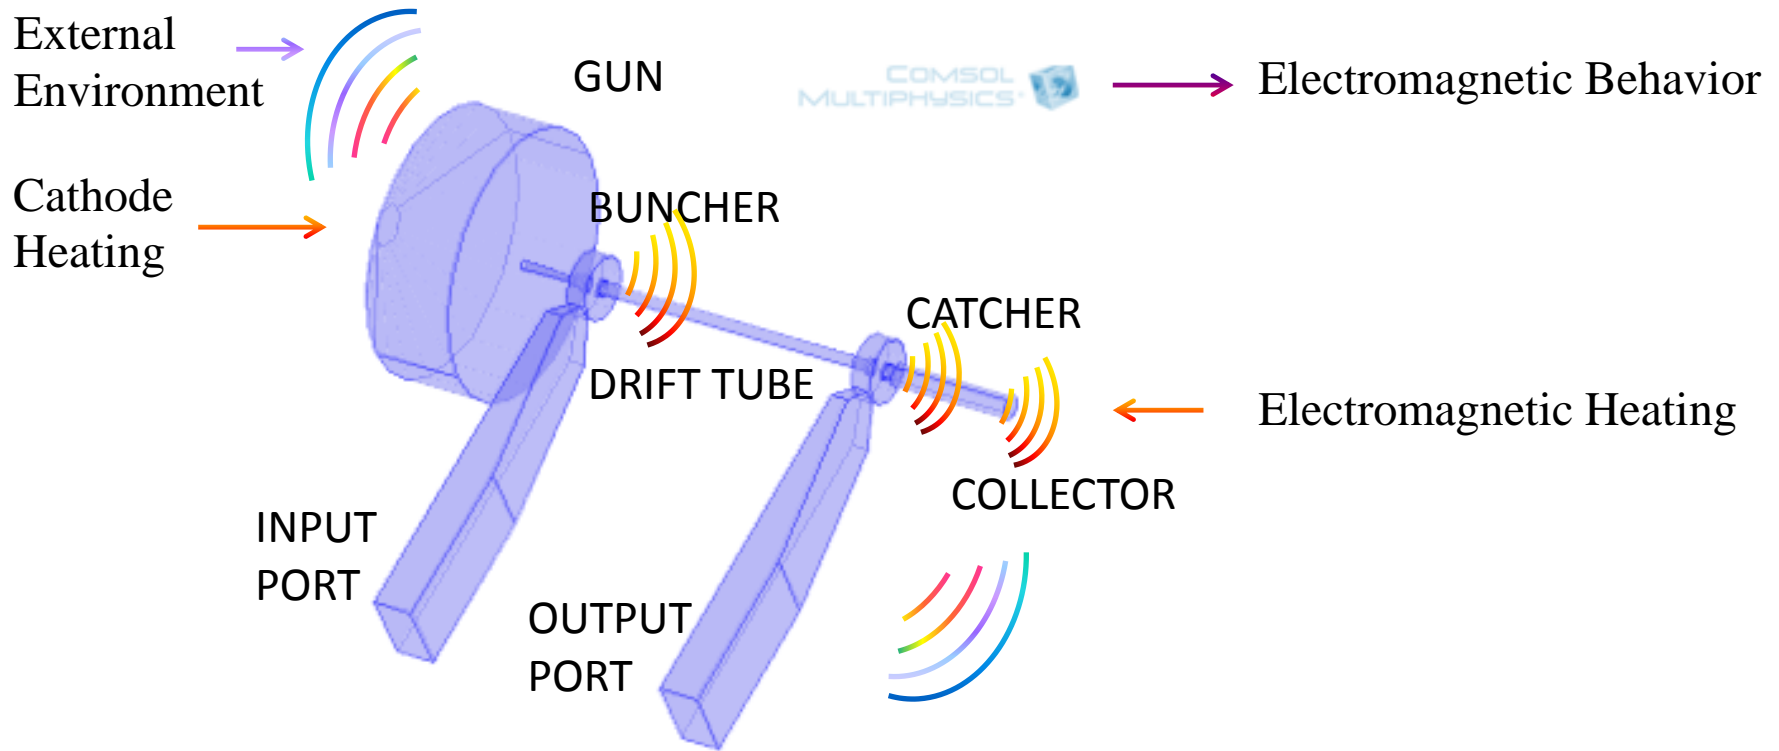 External
Environment
GUN
COMSOL
MULTIPHYSICS
Electromagnetic Behavior
Cathode
Heating
BUNCHER
CATCHER
DRIFT TUBE
Electromagnetic Heating
COLLECTOR
INPUT
PORT
OUTPUT
PORT